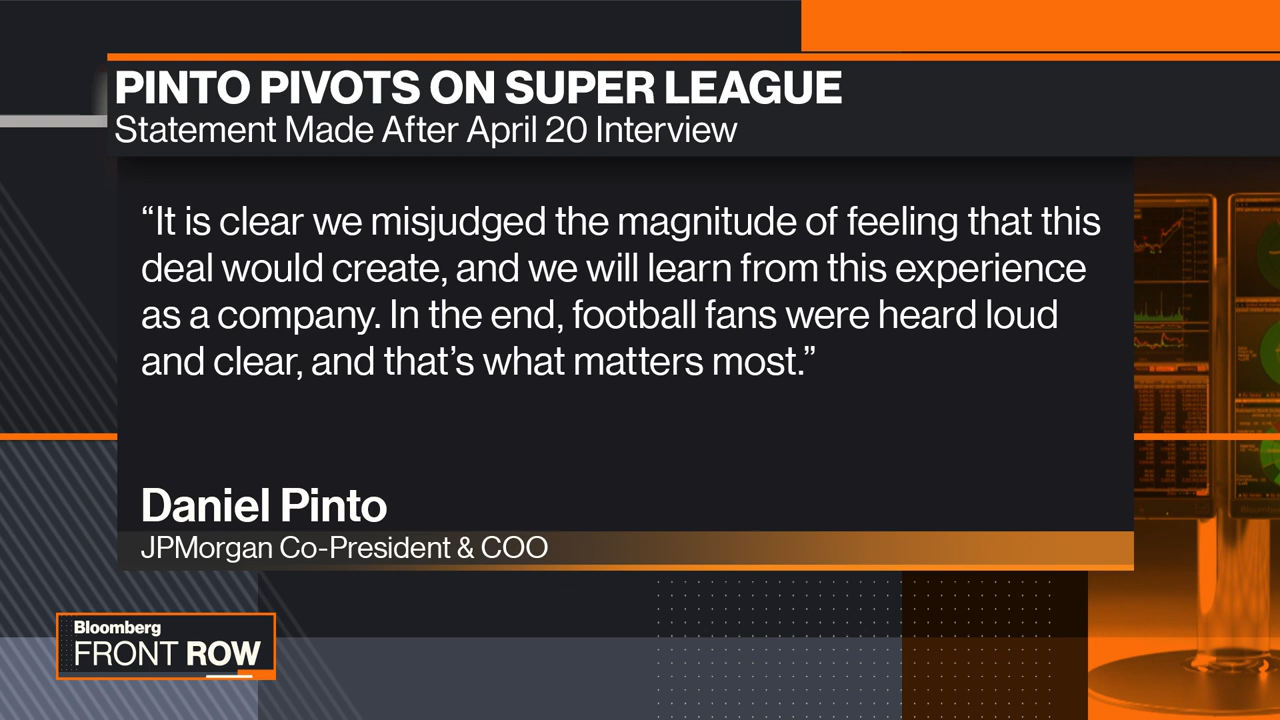 PINTO PIVOTS ON SUPER LEAGUE
Statement Made After April 20 Interview
“It is clear we misjudged the magnitude of feeling that this
deal would create, and we will learn from this experience
as a company. In the end, football fans were heard loud
and clear, and that’s what matters most.”
Daniel Pinto
JPMorgan Co-President & COO
Bloomberg
FRONT ROW